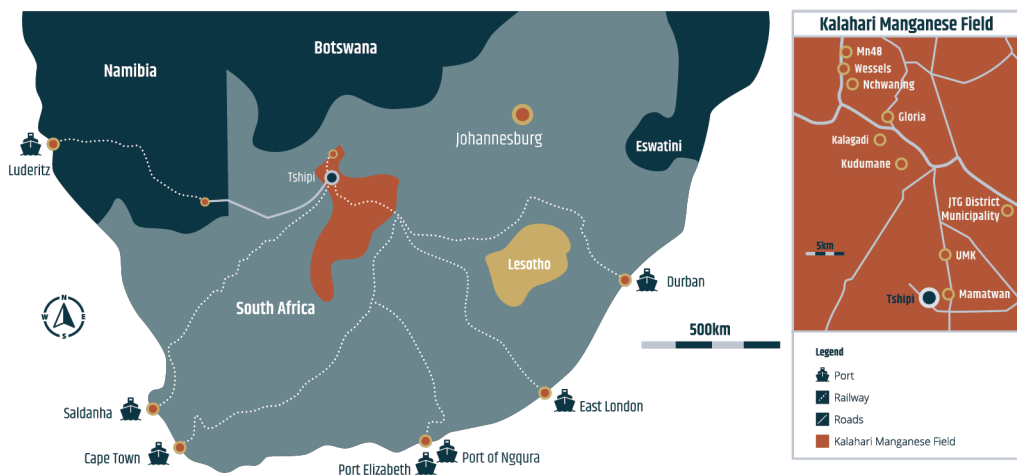 Namibia
Botswana
Johannesburg
Eswatini
Luderitz
Tshipi
Lesotho
Durban
South Africa
N
W
E
S
500km
Saldanha
East London
Cape Town
Port Elizabeth
Port of Ngqura
Kalahari Manganese Field
Mn48
Wessels
Nchwaning
Gloria
Kalagadi
Kudumane
JTG District
Municipality
5km
UMK
Tshipi
Mamatwan
Legend
Port
Railway
Roads
Kalahari Manganese Field